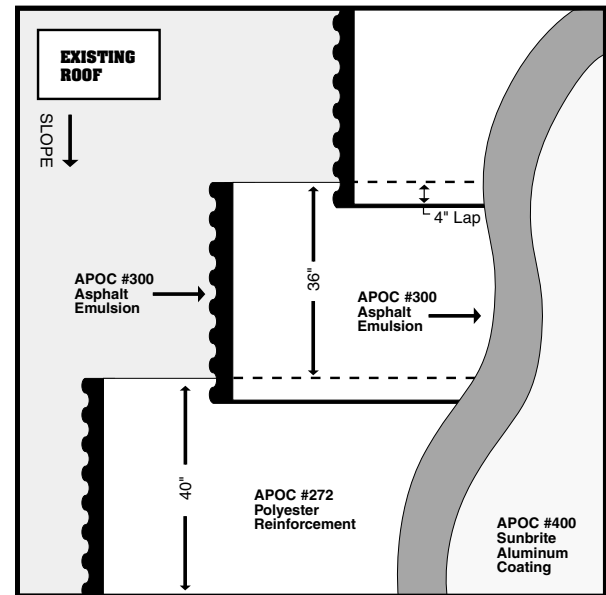 EXISTING
ROOF
SLOPE
4" Lap
36"
APOC #300
Asphalt
Emulsion
APOC #300
Asphalt
Emulsion
40"
APOC #272
Polyester
Reinforcement
APOC #400
Sunbrite
Aluminum
Coating